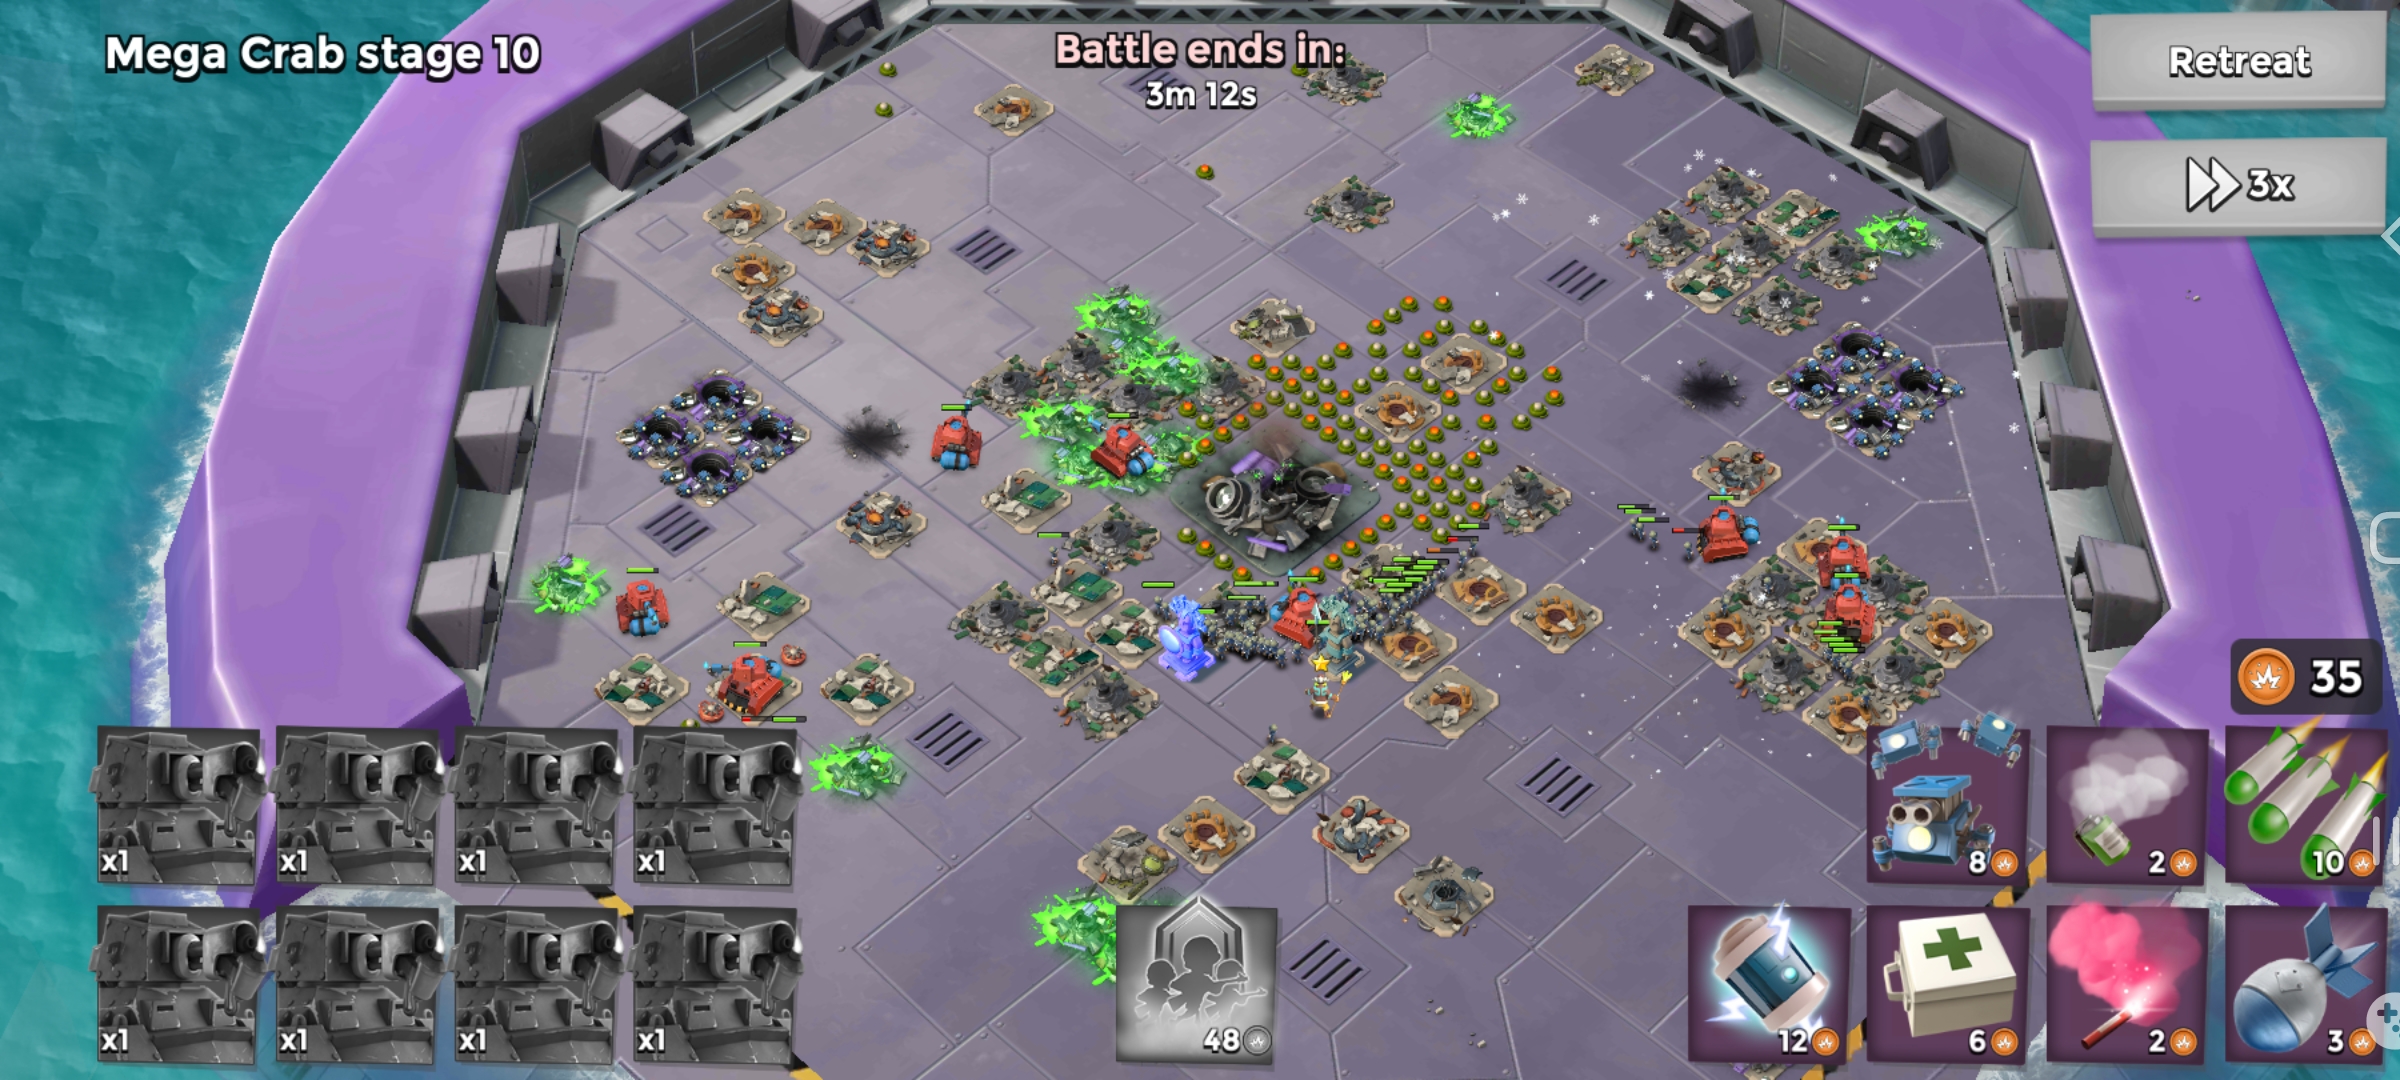 Mega Crab stage 10
Battle ends in:
3m 12s
Retreat
3x
35
x1
x1
x1
x1
8
2
10
x1
x1
x1
x1
48
12
6
2
3